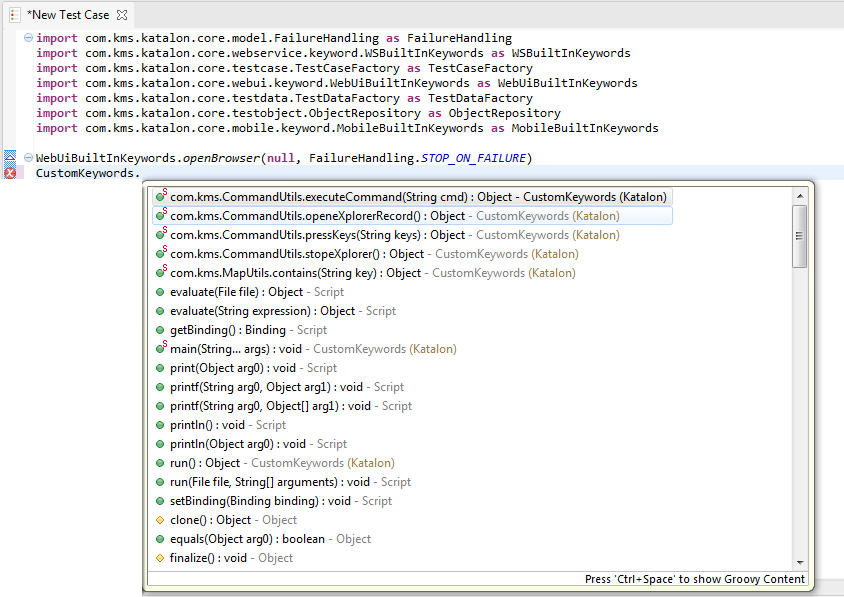 *New Test Case
import com.kms.katalon.core.model.FailureHandling as FailureHandling
import com.kms.katalon.core.webservice.keyword.WSBuiltInKeywords as WSBuiltInKeywords
import com.kms.katalon.core.testcase.TestCaseFactory as TestCaseFactory
import com.kms.katalon.core.webui.keyword.WebUiBuiltInKeywords as WebUiBuiltInKeywords
import com.kms.katalon.core.testdata.TestDataFactory as TestDataFactory
import com.kms.katalon.core.testobject.ObjectRepository as ObjectRepository
import com.kms.katalon.core.mobile.keyword.MobileBuiltInKeywords as MobileBuiltInKeywords
WebUiBuiltInKeywords.openBrowser(null, FailureHandling.STOP_ON_FAILURE)
CustomKeywords.
com.kms.CommandUtils.executeCommand(String cmd) : Object - CustomKeywords (Katalon)
com.kms.CommandUtils.openeXplorerRecord() : Object - CustomKeywords (Katalon)
com.kms.CommandUtils.pressKeys(String keys) : Object - CustomKeywords (Katalon)
com.kms.CommandUtils.stopeXplorer() : Object - CustomKeywords (Katalon)
com.kms.MapUtils.contains(String key) : Object - CustomKeywords (Katalon)
evaluate(File file) : Object - Script
evaluate(String expression) : Object - Script
getBinding() : Binding - Script
main(String... args) : void - CustomKeywords (Katalon)
print(Object arg0) : void - Script
printf(String arg0, Object arg1) : void - Script
printf(String arg0, Object[] arg1) : void - Script
println() : void - Script
println(Object arg0) : void - Script
run() : Object - CustomKeywords (Katalon)
run(File file, String[] arguments) : void - Script
setBinding(Binding binding) : void - Script
clone() : Object - Object
equals(Object arg0) : boolean - Object
finalize() : void - Object
Press 'Ctrl+Space' to show Groovy Content